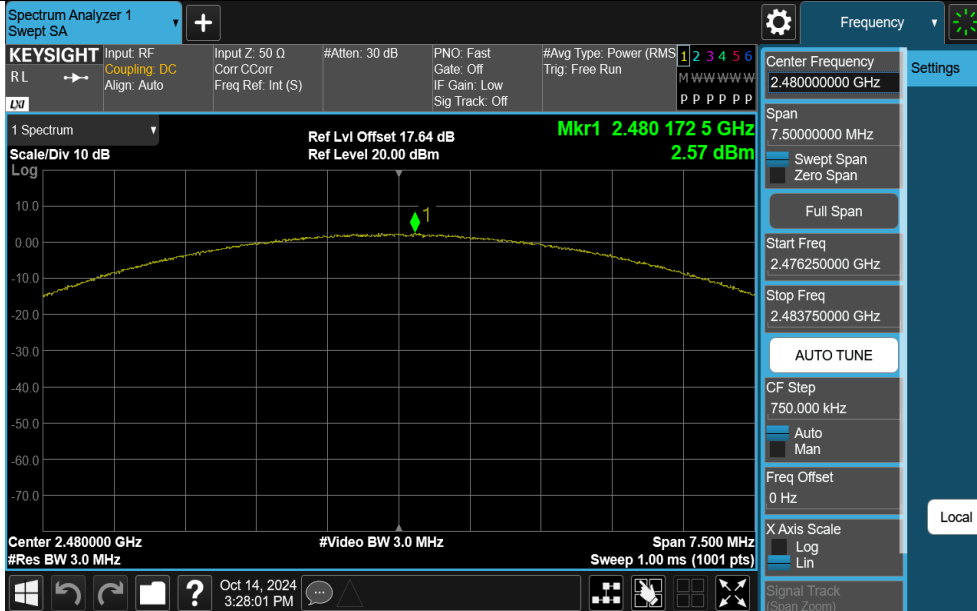 Spectrum Analyzer 1
Swept SA
+
Frequency
KEYSIGHT
RL
LXI
Input: RF
Coupling: DC
Align: Auto
Input Z: 50 Ω
Corr CCorr
Freq Ref: Int (S)
#Atten: 30 dB
PNO: Fast
Gate: Off
IF Gain: Low
Sig Track: Off
#Avg Type: Power (RMS
Trig: Free Run
1 2 3 4 5 6
M W W W W W
P P P P P P
1 Spectrum
Scale/Div 10 dB
Log
Ref Lvl Offset 17.64 dB
Ref Level 20.00 dBm
Mkr1 2.480 172 5 GHz
2.57 dBm
1
10.0
0.00
-10.0
-20.0
-30.0
-40.0
-50.0
-60.0
-70.0
Center 2.480000 GHz
#Res BW 3.0 MHz
#Video BW 3.0 MHz
Span 7.500 MHz
Sweep 1.00 ms (1001 pts)
Center Frequency
2.480000000 GHz
Span
7.50000000 MHz
Swept Span
Zero Span
Full Span
Start Freq
2.476250000 GHz
Stop Freq
2.483750000 GHz
AUTO TUNE
CF Step
750.000 kHz
Auto
Man
Freq Offset
0 Hz
X Axis Scale
Log
Lin
Signal Track
(Span Zoom)
Settings
Local
?
Oct 14, 2024
3:28:01 PM